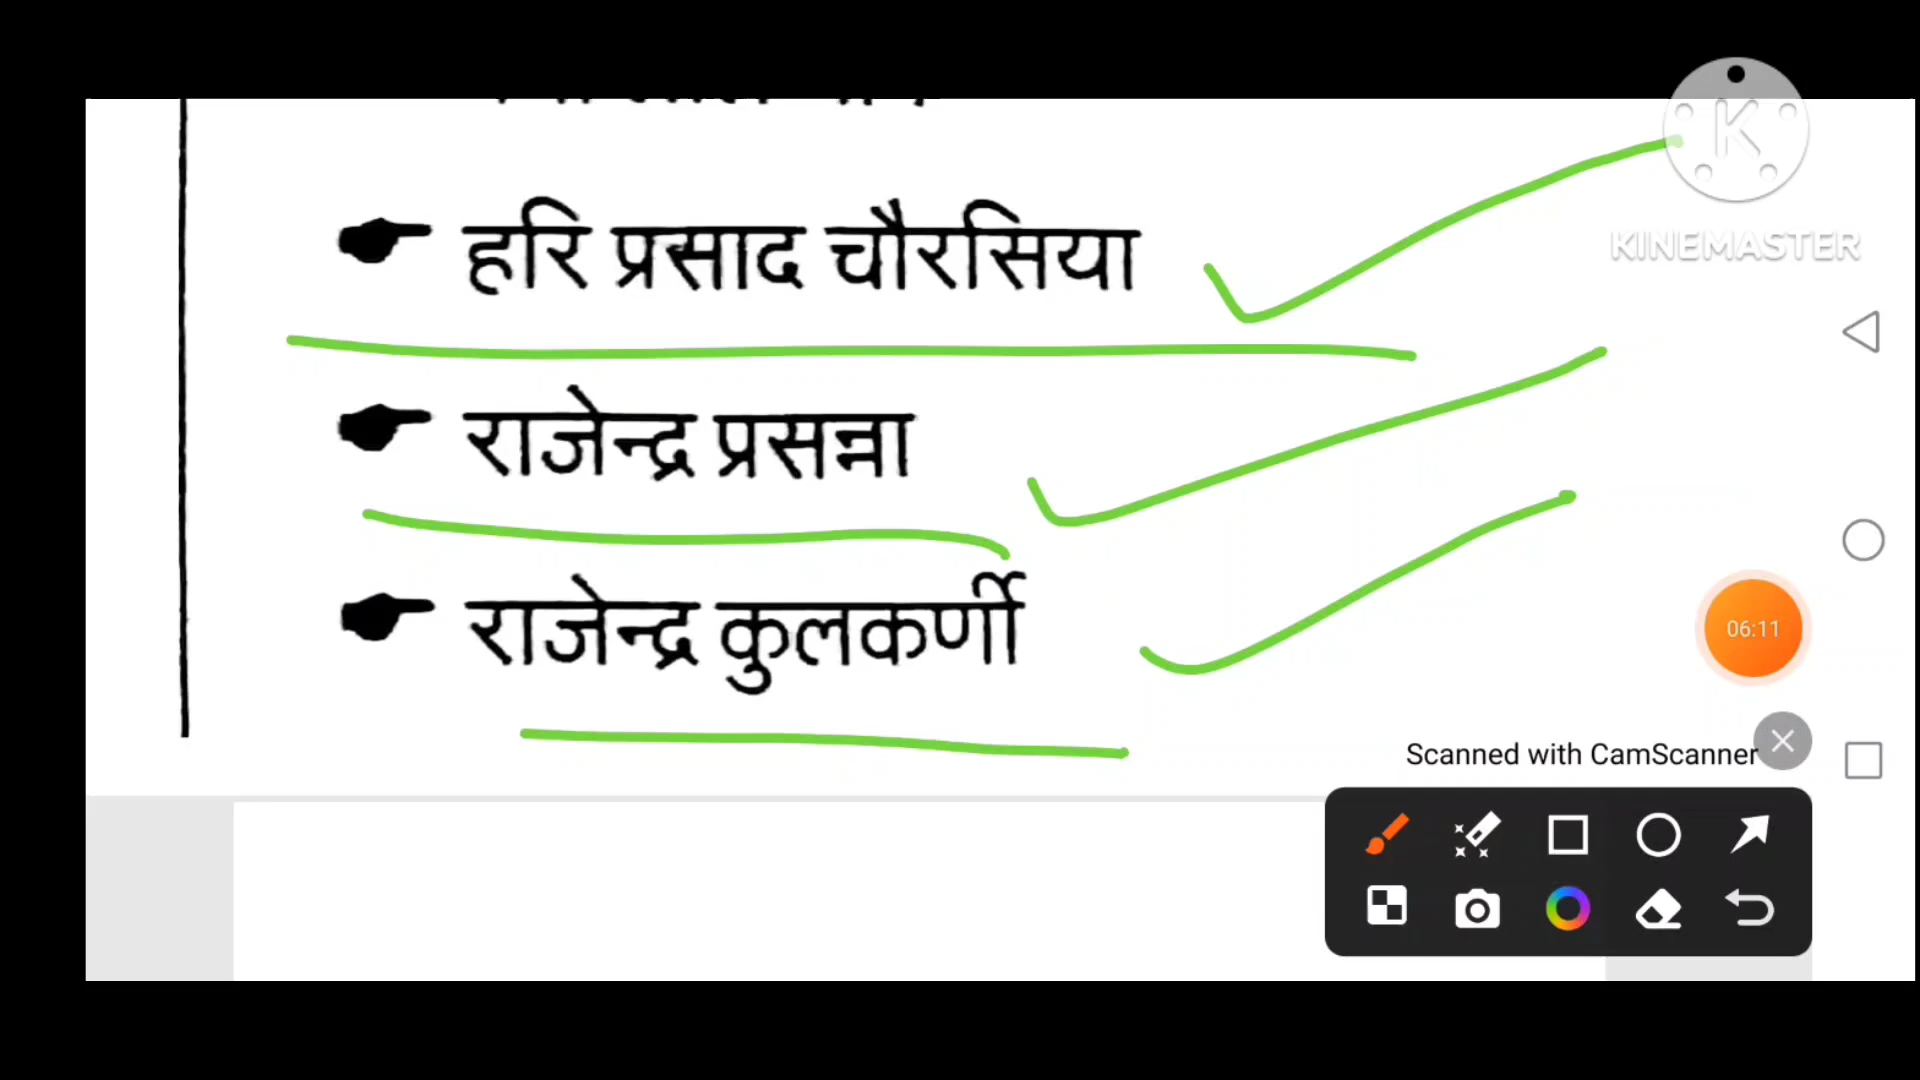 हरि प्रसाद चौरसिया
राजेन्द्र प्रसन्ना
राजेन्द्र कुलकर्णी
KINEMASTER
06:11
Scanned with CamScanner